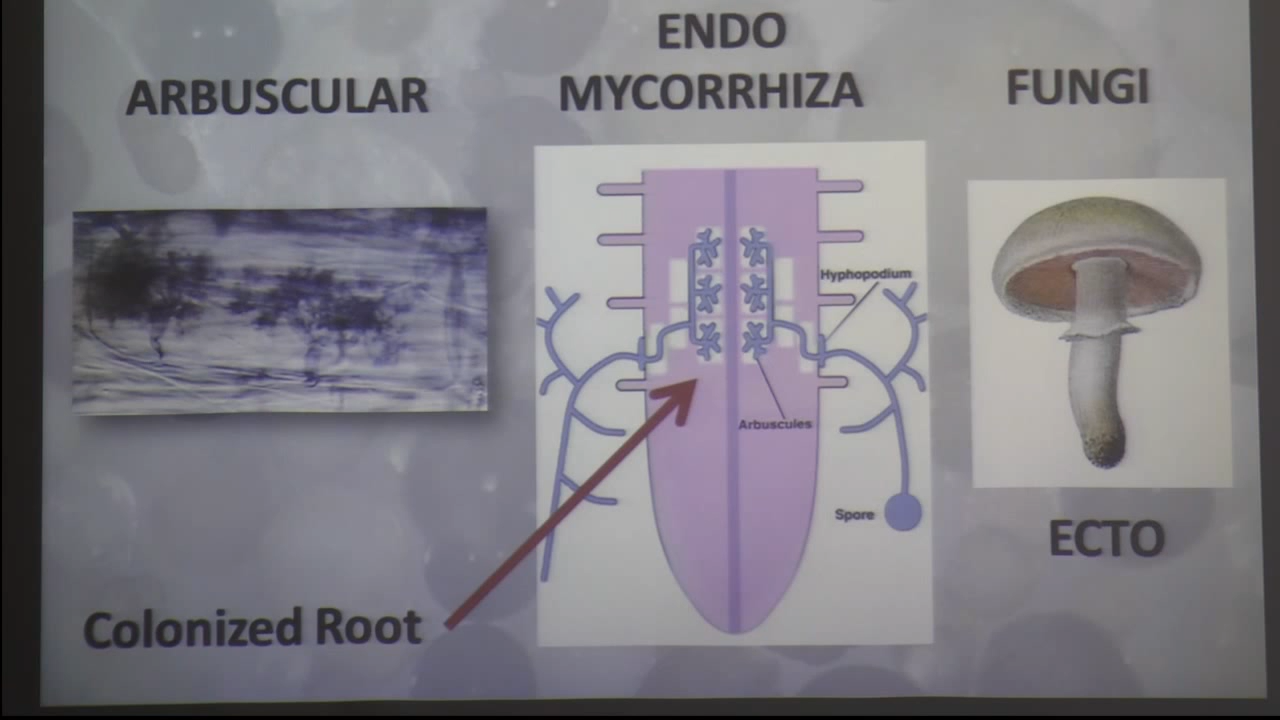 ARBUSCULAR
ENDO
MYCORRHIZA
FUNGI
Hyphopodium
Arbuscules
Spore
ECTO
Colonized Root